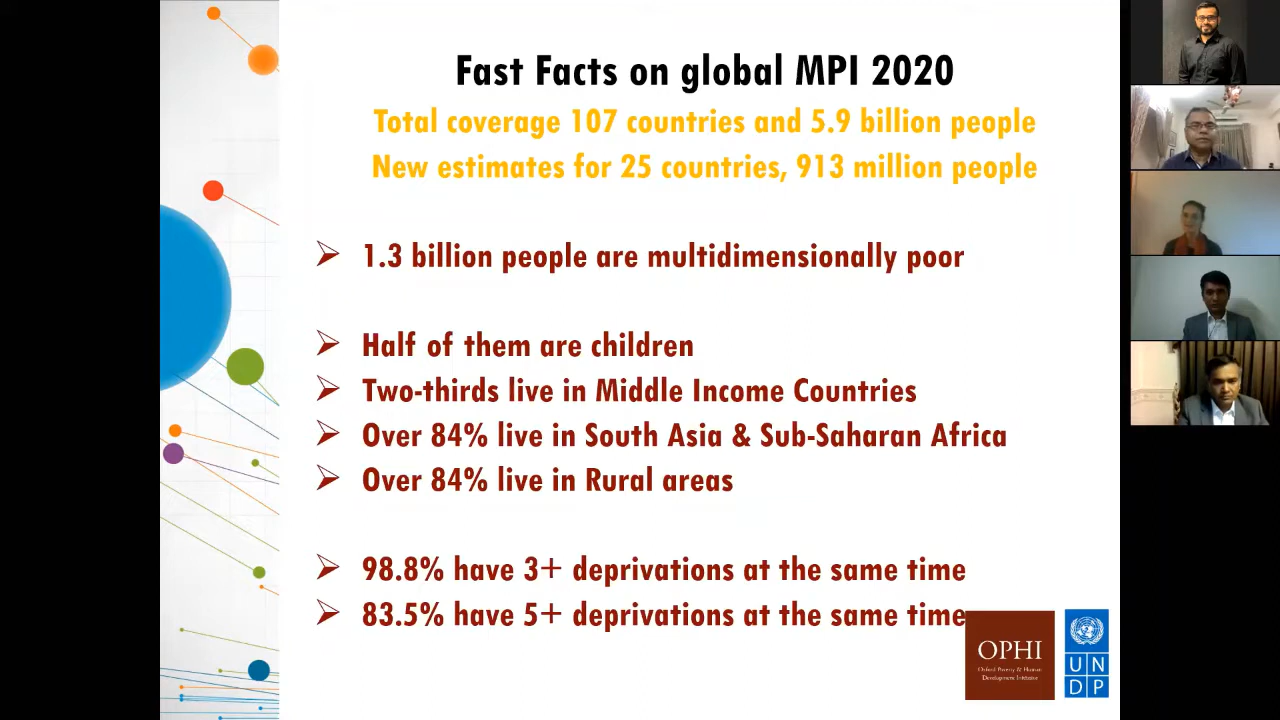 Fast Facts on global MPI 2020
Total coverage 107 countries and 5.9 billion people
New estimates for 25 countries, 913 million people
1.3 billion people are multidimensionally poor
Half of them are children
Two-thirds live in Middle Income Countries
Over 84% live in South Asia & Sub-Saharan Africa
Over 84% live in Rural areas
98.8% have 3+ deprivations at the same time
83.5% have 5+ deprivations at the same time
OPHI
Oxford Poverty & Human
Development Initiative
UN
DP